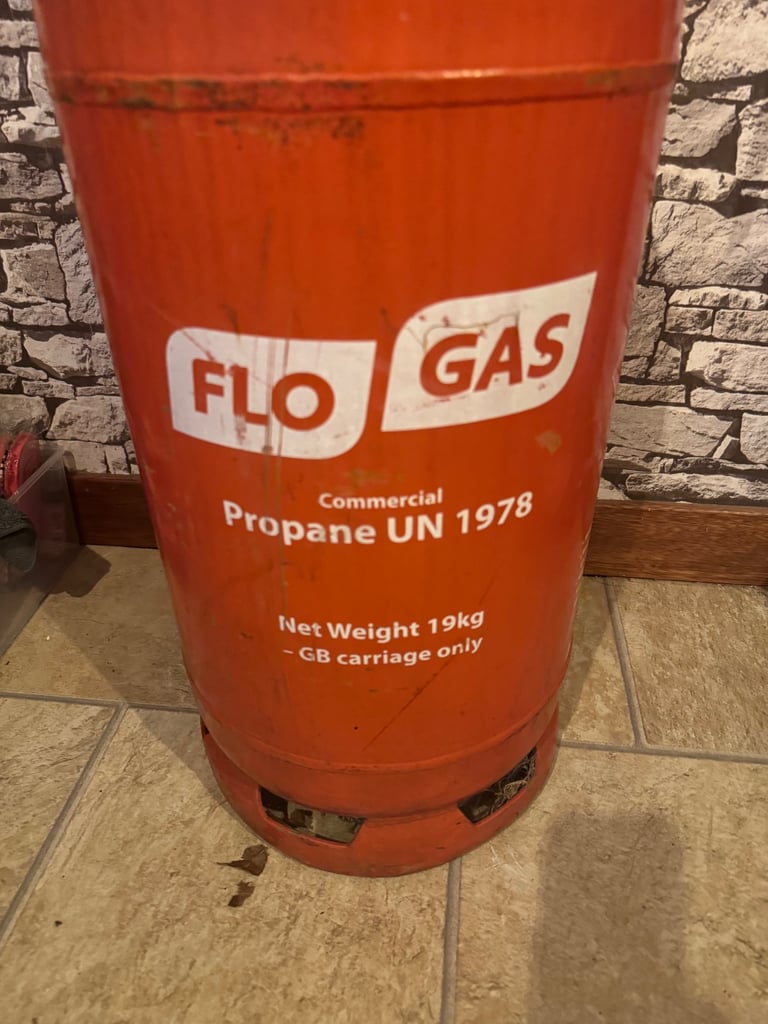 FLO GAS
Commercial
Propane UN 1978
Net Weight 19kg
– GB carriage only